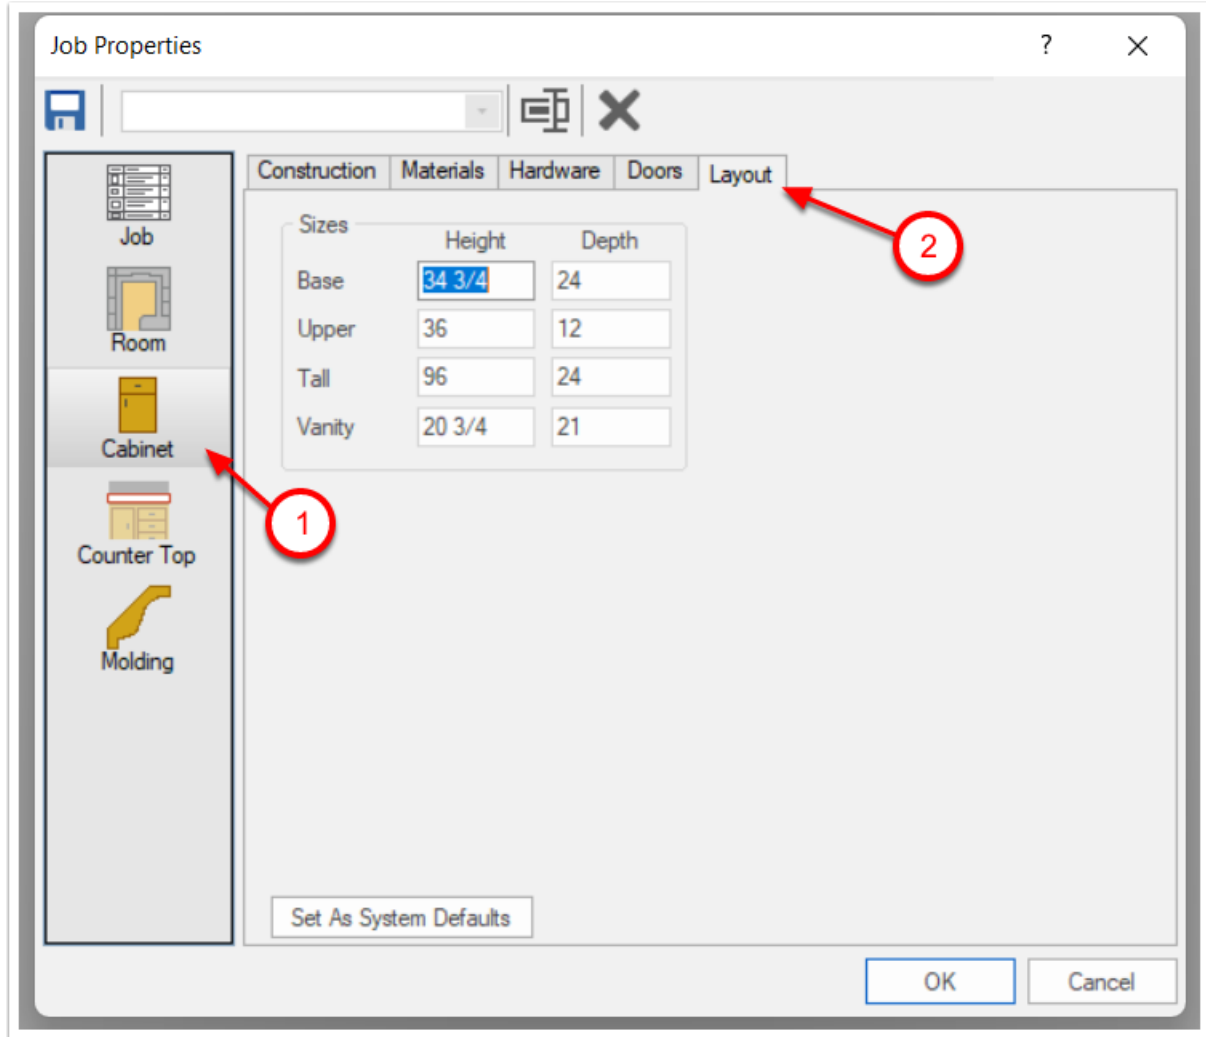 Job Properties
?
Construction Materials Hardware Doors Layout
Job
Room
Cabinet
Counter Top
Molding
Sizes
Height Depth
Base 34 3/4 24
Upper 36 12
Tall 96 24
Vanity 20 3/4 21
2
1
Set As System Defaults
OK Cancel